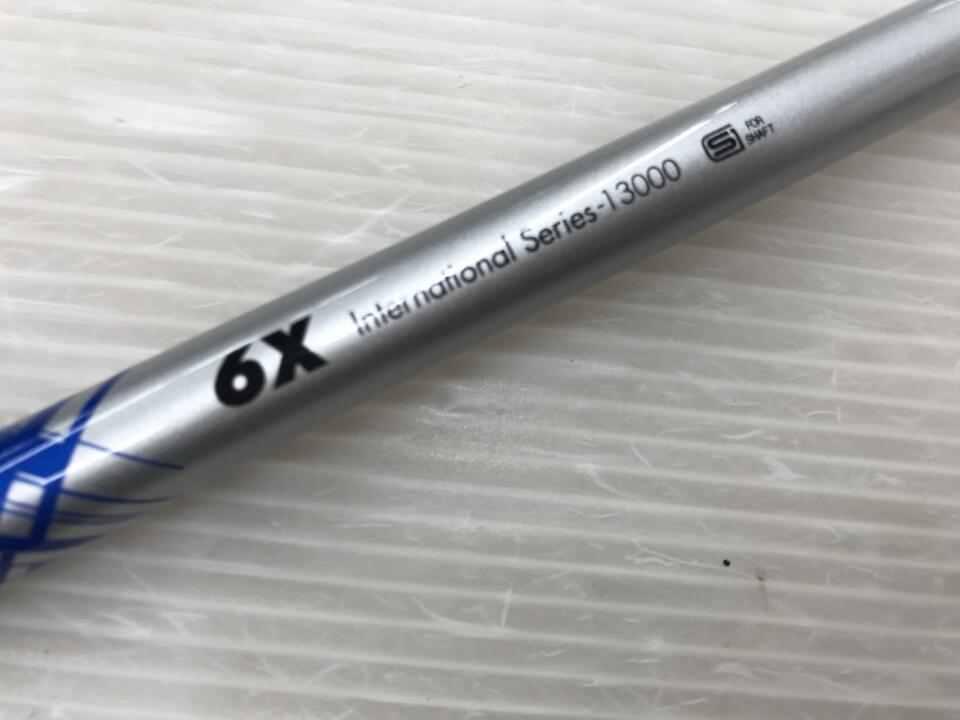 6X International Series-13000 S FOR
SHAFT